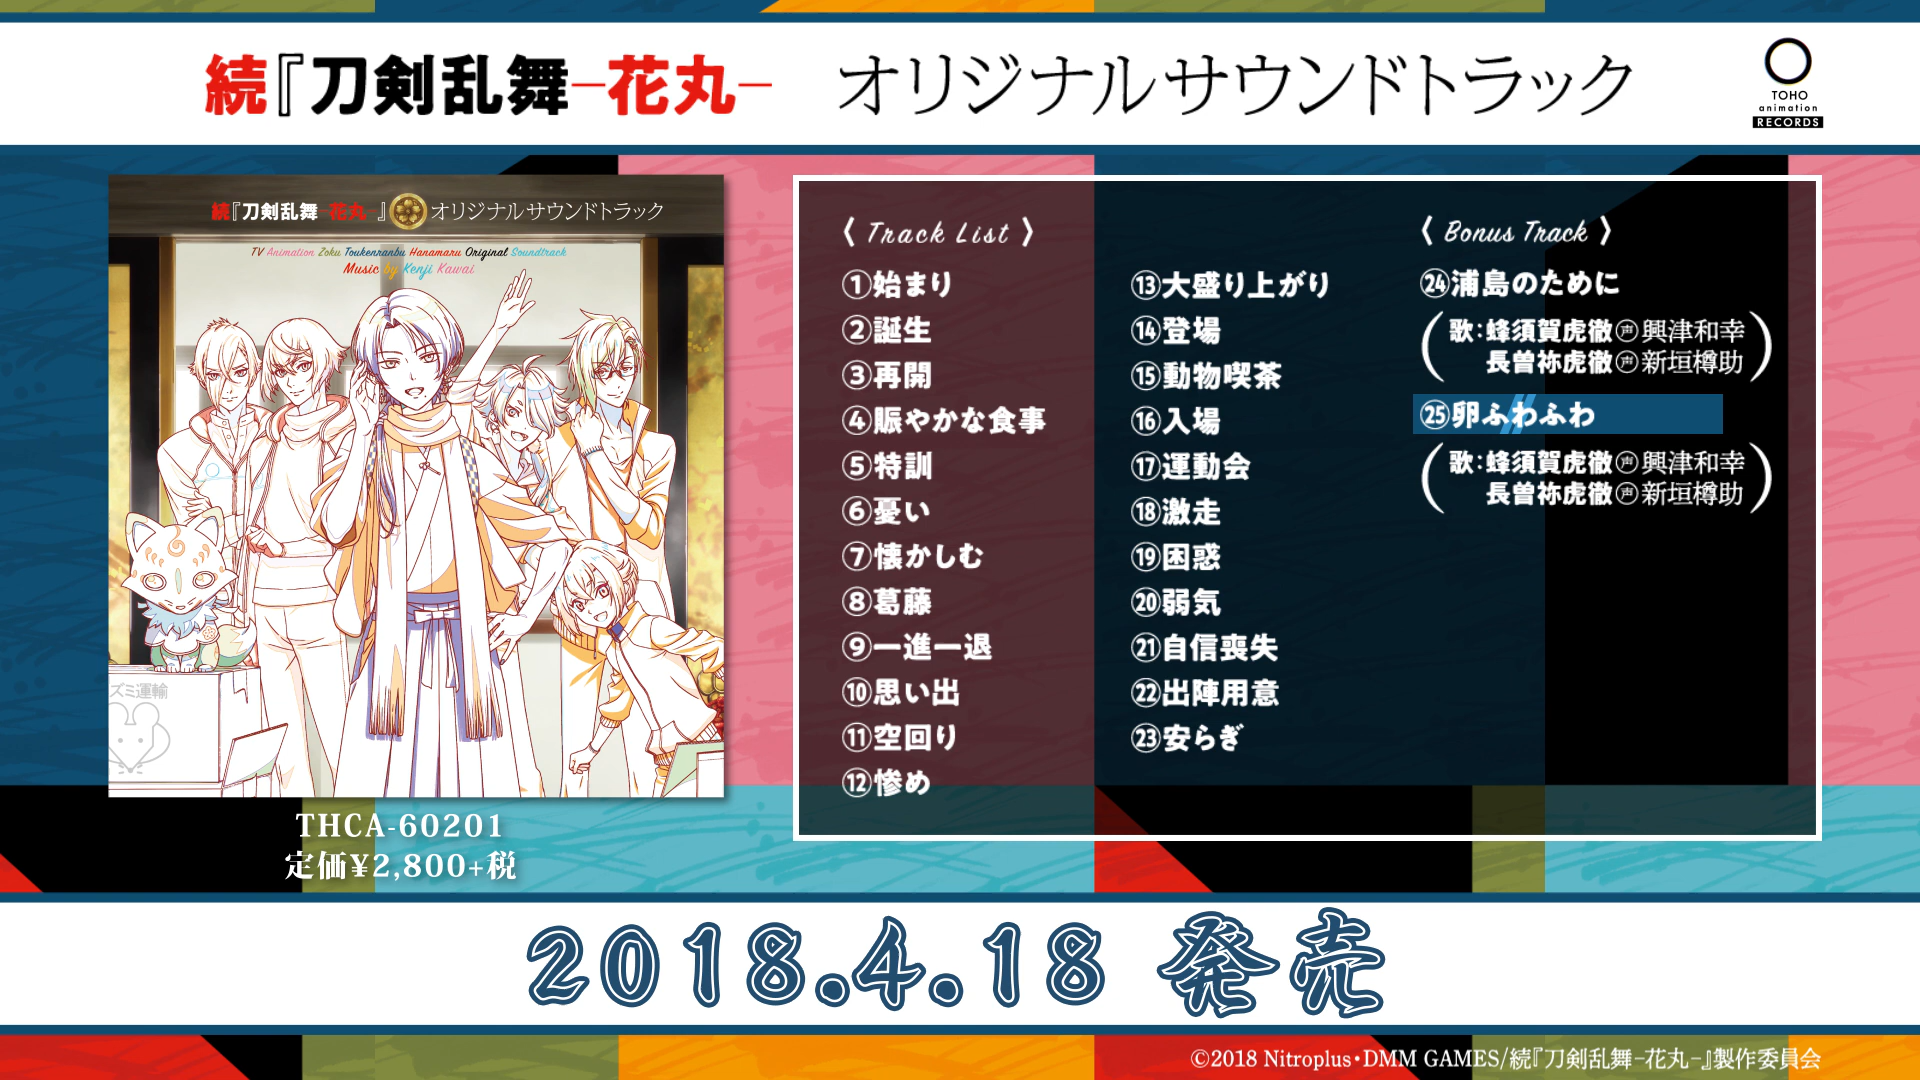 続『刀剣乱舞-花丸- オリジナルサウンドトラック
TOHO
animation
RECORDS
続『刀剣乱舞-花丸-』オリジナルサウンドトラック
TV Animation Zoku Toukenranbu Hanamaru Original Soundtrack
Music by Kenji Kawai
ズミ運輸
THCA-60201
定価¥2,800+税
〈 Track List 〉
①始まり
②誕生
③再開
④賑やかな食事
⑤特訓
⑥憂い
⑦懐かしむ
⑧葛藤
⑨一進一退
⑩思い出
⑪空回り
⑫惨め
⑬大盛り上がり
⑭登場
⑮動物喫茶
⑯入場
⑰運動会
⑱激走
⑲困惑
⑳弱気
㉑自信喪失
㉒出陣用意
㉓安らぎ
〈 Bonus Track 〉
㉔浦島のために
(歌:蜂須賀虎徹㊢興津和幸
長曽祢虎徹㊢新垣樽助)
㉕卵ふわふわ
(歌:蜂須賀虎徹㊢興津和幸
長曽祢虎徹㊢新垣樽助)
2018.4.18 発売
©2018 Nitroplus・DMM GAMES/続『刀剣乱舞-花丸-』製作委員会